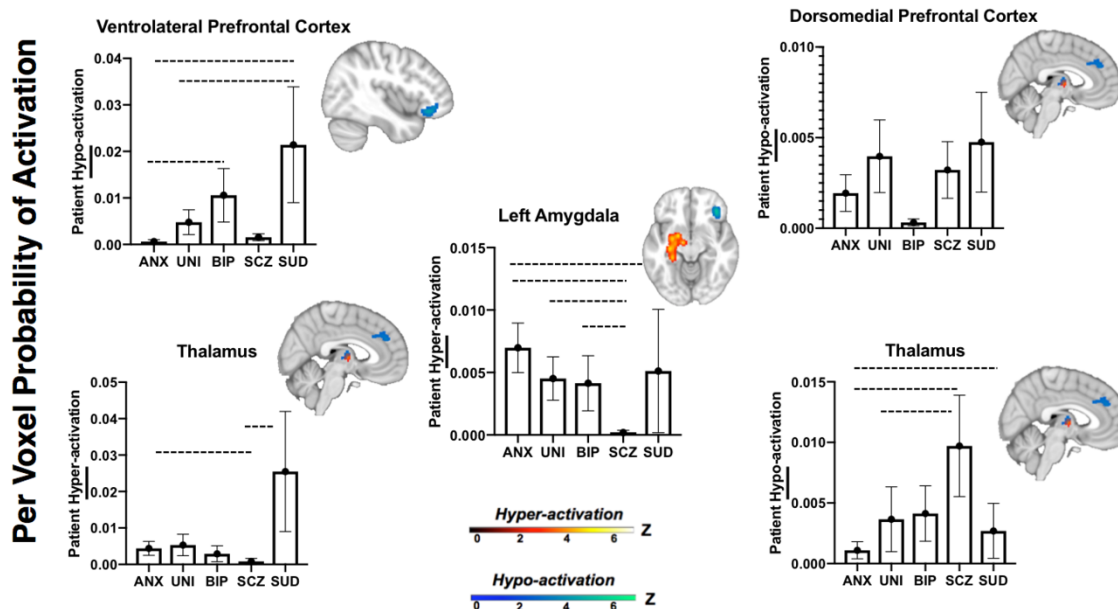 Per Voxel Probability of Activation
Ventrolateral Prefrontal Cortex
Patient Hypo-activation
0.04
0.03
0.02
0.01
0.00
ANX UNI BIP SCZ SUD
Dorsomedial Prefrontal Cortex
Patient Hypo-activation
0.010
0.005
0.000
ANX UNI BIP SCZ SUD
Left Amygdala
Patient Hyper-activation
0.015
0.010
0.005
0.000
ANX UNI BIP SCZ SUD
Thalamus
Patient Hyper-activation
0.05
0.04
0.03
0.02
0.01
0.00
ANX UNI BIP SCZ SUD
Thalamus
Patient Hypo-activation
0.015
0.010
0.005
0.000
ANX UNI BIP SCZ SUD
Hyper-activation
0 2 4 6 Z
Hypo-activation
0 2 4 6 Z